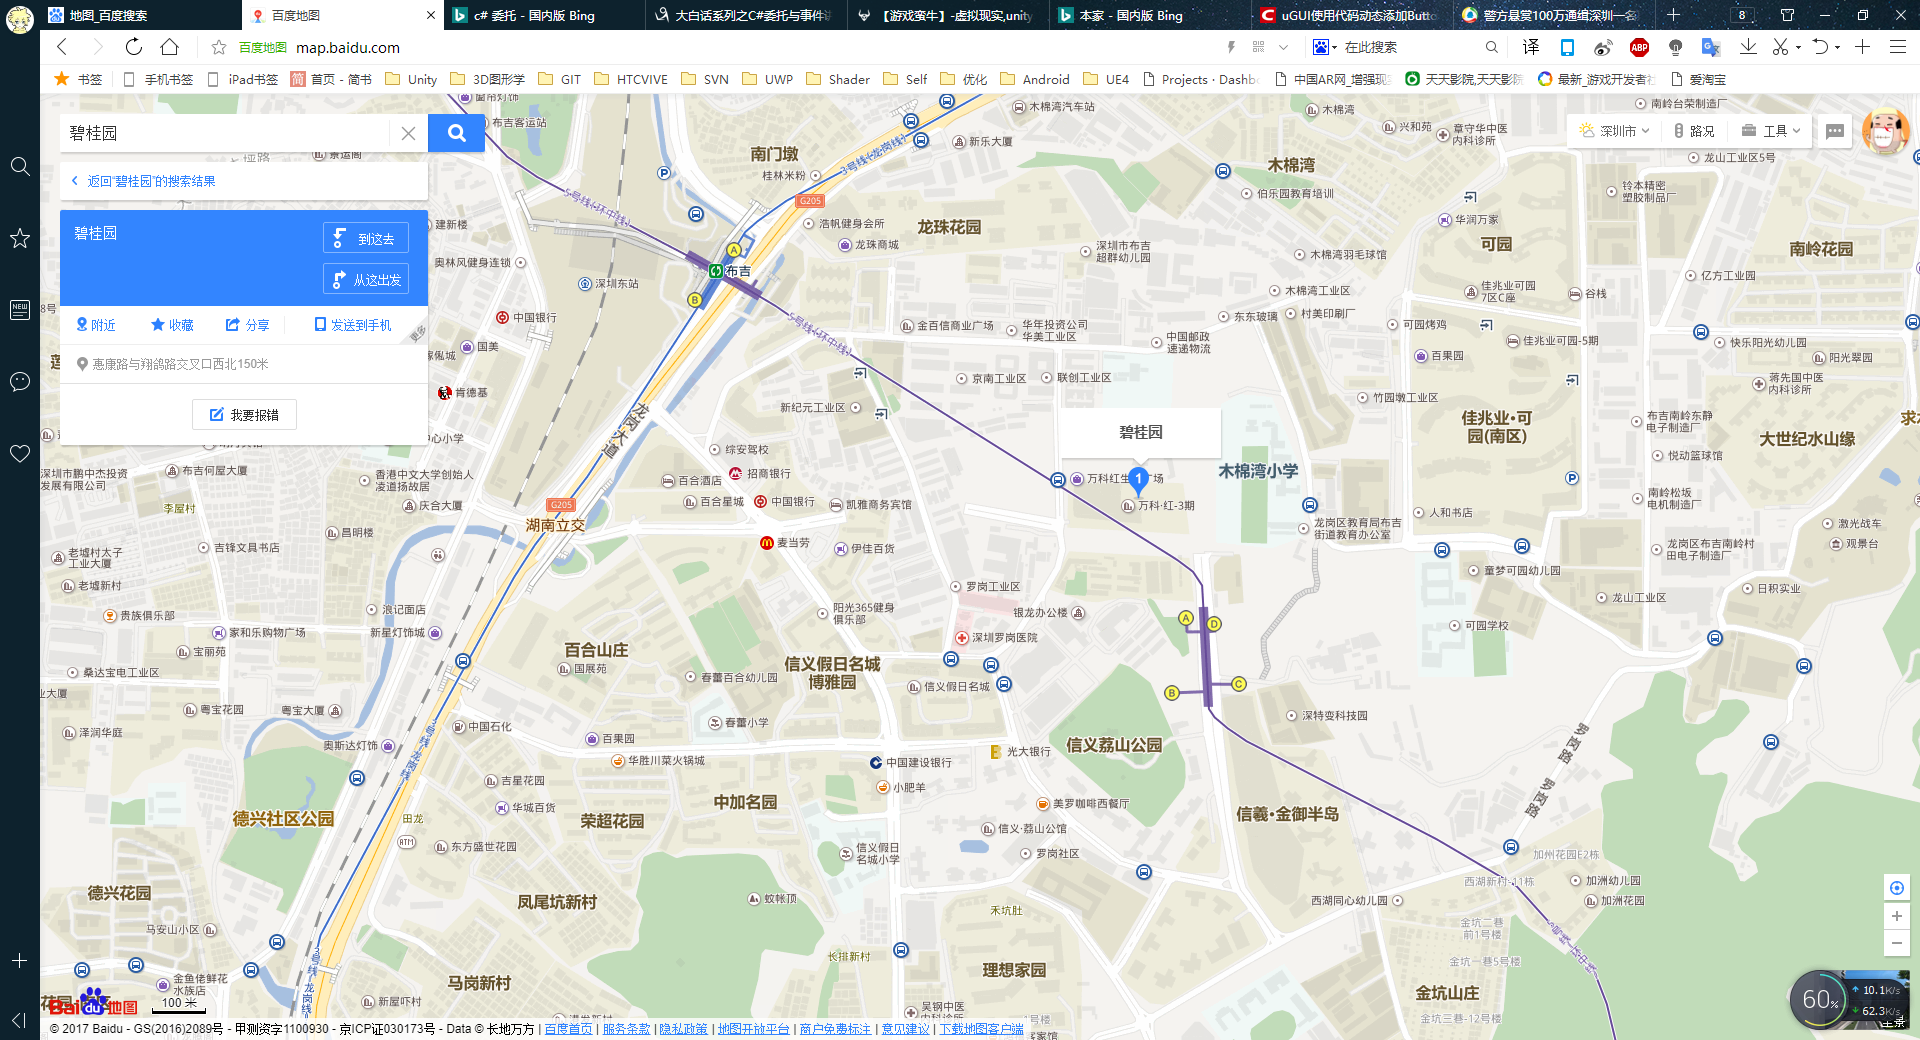 地图_百度搜索
百度地图
c# 委托 - 国内版 Bing
大白话系列之C#委托与事件
【游戏蛮牛】-虚拟现实,unity
本家 - 国内版 Bing
uGUI使用代码动态添加Butto
警方悬赏100万通缉深圳一名
8
百度地图 map.baidu.com
在此搜索
译
ABP
书签
手机书签
iPad书签
首页 - 简书
Unity
3D图形学
GIT
HTCVIVE
SVN
UWP
Shader
Self
优化
Android
UE4
Projects · Dashb
中国AR网_增强现
天天影院,天天影
最新_游戏开发者社
爱淘宝
碧桂园
返回"碧桂园"的搜索结果
碧桂园
到这去
从这出发
附近
收藏
分享
发送到手机
更多
惠康路与翔鸽路交叉口西北150米
我要报错
深圳市
路况
工具
布吉客运站
南门墩
桂林米粉
新乐大厦
木棉湾汽车站
木棉湾
木棉湾
兴和苑
章守华中医
内科诊所
南岭台荣制造厂
龙山工业区5号
铃本精密
塑胶制品厂
伯乐园教育培训
3号线(龙岗线)
5号线(环中线)
G205
建新楼
浩帆健身会所
龙珠花园
龙珠商城
深圳市布吉
超群幼儿园
木棉湾羽毛球馆
华润万家
可园
南岭花园
亿方工业园
奥林风健身连锁
深圳东站
布吉
A
B
木棉湾工业区
佳兆业可园
7区C座
谷栈
中国银行
国美
金百信商业广场
华年投资公司
华美工业区
东东玻璃
村美印刷厂
中国邮政
速递物流
可园烤鸡
佳兆业可园-5期
百果园
快乐阳光幼儿园
阳光翠园
5号线(环中线)
肯德基
京南工业区
联创工业区
新纪元工业区
竹园墩工业区
蒋先国中医
内科诊所
佳兆业·可
园(南区)
布吉南岭东静
电子制造厂
大世纪水山缘
龙岗大道
碧桂园
综安驾校
招商银行
木棉湾小学
悦动篮球馆
深圳市鹏中杰投资
发展有限公司
布吉何屋大厦
香港中文大学创始人
凌道扬故居
百合酒店
万科红生
广场
1
万科·红-3期
南岭松坂
电机制造厂
李屋村
庆合大厦
G205
百合星城
中国银行
凯雅商务宾馆
人和书店
湖南立交
龙岗区教育局布吉
街道教育办公室
激光战车
昌明楼
吉锋文具书店
老墟村太子
工业大厦
麦当劳
伊佳百货
龙岗区布吉南岭村
田电子制造厂
观景台
老墟新村
罗岗工业区
童梦可园幼儿园
龙山工业区
日积实业
贵族俱乐部
浪记面店
阳光365健身
俱乐部
银龙办公楼
A
D
家和乐购物广场
新星灯饰城
深圳罗岗医院
可园学校
宝丽苑
百合山庄
国展苑
信义假日名城
博雅园
桑达宝电工业区
春蕾百合幼儿园
信义假日名城
B
C
粤宝花园
粤宝大厦
中国石化
春蕾小学
深特变科技园
泽润华庭
奥斯达灯饰
百果园
光大银行
信义荔山公园
华胜川菜火锅城
中国建设银行
吉星花园
小肥羊
华城百货
中加名园
美罗咖啡西餐厅
信羲·金御半岛
德兴社区公园
田龙
荣超花园
信义·荔山公馆
ATM
东方盛世花园
信义假日
名城小学
罗岗社区
加州花园E2栋
德兴花园
西湖新村-11栋
加洲幼儿园
加洲花园
凤尾坑新村
蚊帐顶
禾坑肚
西湖同心幼儿园
金坑二巷
前1号楼
马安山小区
长排新村
金坑一巷5号楼
金鱼佬鲜花
水族店
马岗新村
理想家园
金坑山庄
新屋吓村
吴钢中医
内科诊所
金坑三巷-12号楼
Baidu地图
100 米
60%
10.1K/s
62.3K/s
全景
© 2017 Baidu - GS(2016)2089号 - 甲测资字1100930 - 京ICP证030173号 - Data © 长地万方 | 百度首页 | 服务条款 | 隐私政策 | 地图开放平台 | 商户免费标注 | 意见建议 | 下载地图客户端